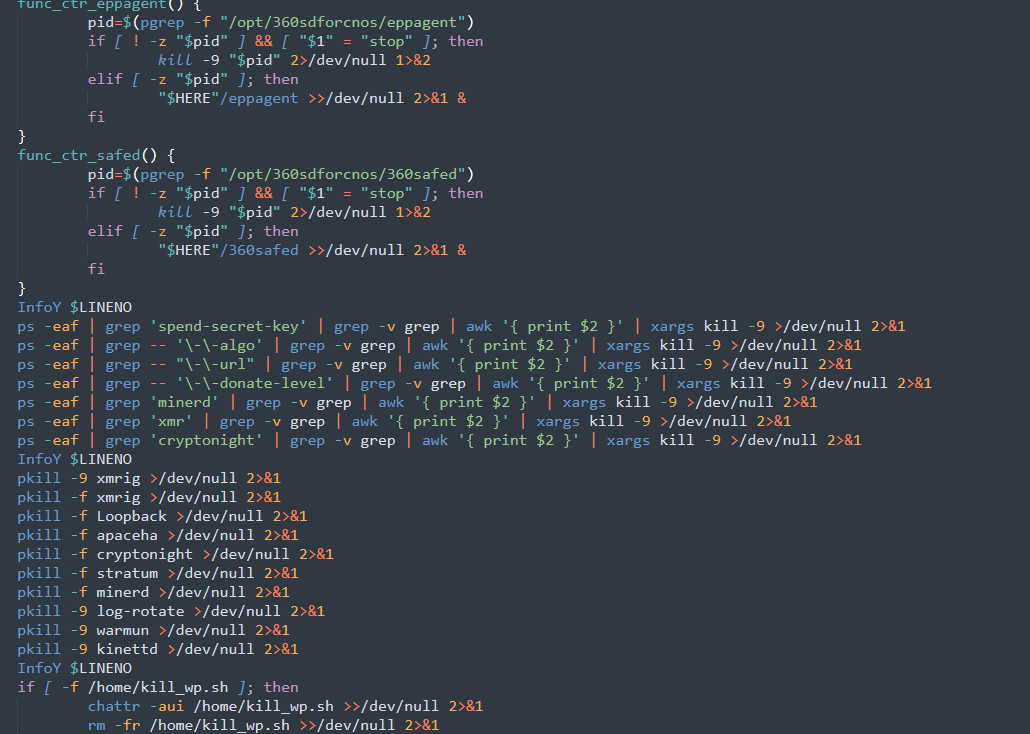 func_ctr_eppagent() {
pid=$(pgrep -f "/opt/360sdforcnos/eppagent")
if [ ! -z "$pid" ] && [ "$1" = "stop" ]; then
kill -9 "$pid" 2>/dev/null 1>&2
elif [ -z "$pid" ]; then
"$HERE"/eppagent >>/dev/null 2>&1 &
fi
}
func_ctr_safed() {
pid=$(pgrep -f "/opt/360sdforcnos/360safed")
if [ ! -z "$pid" ] && [ "$1" = "stop" ]; then
kill -9 "$pid" 2>/dev/null 1>&2
elif [ -z "$pid" ]; then
"$HERE"/360safed >>/dev/null 2>&1 &
fi
}
InfoY $LINENO
ps -eaf | grep 'spend-secret-key' | grep -v grep | awk '{ print $2 }' | xargs kill -9 >/dev/null 2>&1
ps -eaf | grep -- '\-\-algo' | grep -v grep | awk '{ print $2 }' | xargs kill -9 >/dev/null 2>&1
ps -eaf | grep -- "\-\-url" | grep -v grep | awk '{ print $2 }' | xargs kill -9 >/dev/null 2>&1
ps -eaf | grep -- '\-\-donate-level' | grep -v grep | awk '{ print $2 }' | xargs kill -9 >/dev/null 2>&1
ps -eaf | grep 'minerd' | grep -v grep | awk '{ print $2 }' | xargs kill -9 >/dev/null 2>&1
ps -eaf | grep 'xmr' | grep -v grep | awk '{ print $2 }' | xargs kill -9 >/dev/null 2>&1
ps -eaf | grep 'cryptonight' | grep -v grep | awk '{ print $2 }' | xargs kill -9 >/dev/null 2>&1
InfoY $LINENO
pkill -9 xmrig >/dev/null 2>&1
pkill -f xmrig >/dev/null 2>&1
pkill -f Loopback >/dev/null 2>&1
pkill -f apaceha >/dev/null 2>&1
pkill -f cryptonight >/dev/null 2>&1
pkill -f stratum >/dev/null 2>&1
pkill -f minerd >/dev/null 2>&1
pkill -9 log-rotate >/dev/null 2>&1
pkill -9 warmun >/dev/null 2>&1
pkill -9 kinettd >/dev/null 2>&1
InfoY $LINENO
if [ -f /home/kill_wp.sh ]; then
chattr -aui /home/kill_wp.sh >>/dev/null 2>&1
rm -fr /home/kill_wp.sh >>/dev/null 2>&1